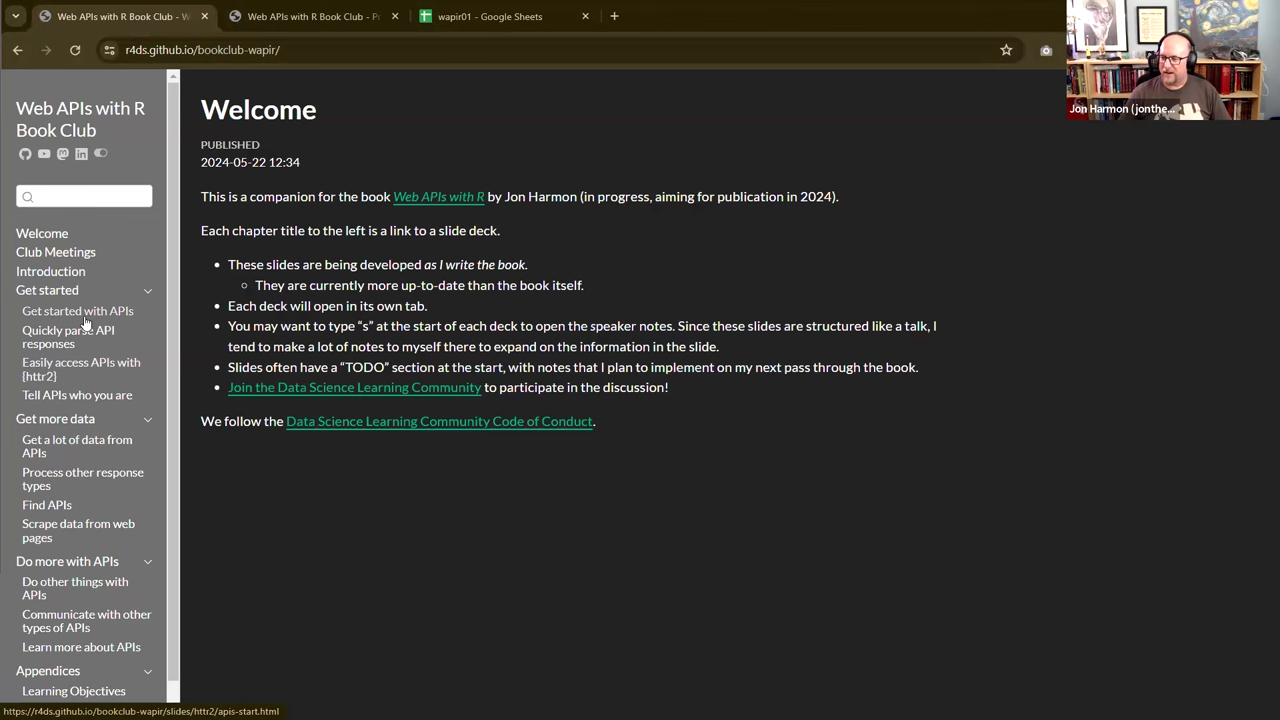 Web APIs with R Book Club - W
Web APIs with R Book Club - Pr
wapir01 - Google Sheets
r4ds.github.io/bookclub-wapir/
Jon Harmon (jonthe...
Web APIs with R
Book Club
Welcome
Club Meetings
Introduction
Get started
Get started with APIs
Quickly parse API
responses
Easily access APIs with
{httr2}
Tell APIs who you are
Get more data
Get a lot of data from
APIs
Process other response
types
Find APIs
Scrape data from web
pages
Do more with APIs
Do other things with
APIs
Communicate with other
types of APIs
Learn more about APIs
Appendices
Learning Objectives
Welcome
PUBLISHED
2024-05-22 12:34
This is a companion for the book Web APIs with R by Jon Harmon (in progress, aiming for publication in 2024).
Each chapter title to the left is a link to a slide deck.
These slides are being developed as I write the book.
They are currently more up-to-date than the book itself.
Each deck will open in its own tab.
You may want to type “s” at the start of each deck to open the speaker notes. Since these slides are structured like a talk, I
tend to make a lot of notes to myself there to expand on the information in the slide.
Slides often have a “TODO” section at the start, with notes that I plan to implement on my next pass through the book.
Join the Data Science Learning Community to participate in the discussion!
We follow the Data Science Learning Community Code of Conduct.
https://r4ds.github.io/bookclub-wapir/slides/httr2/apis-start.html